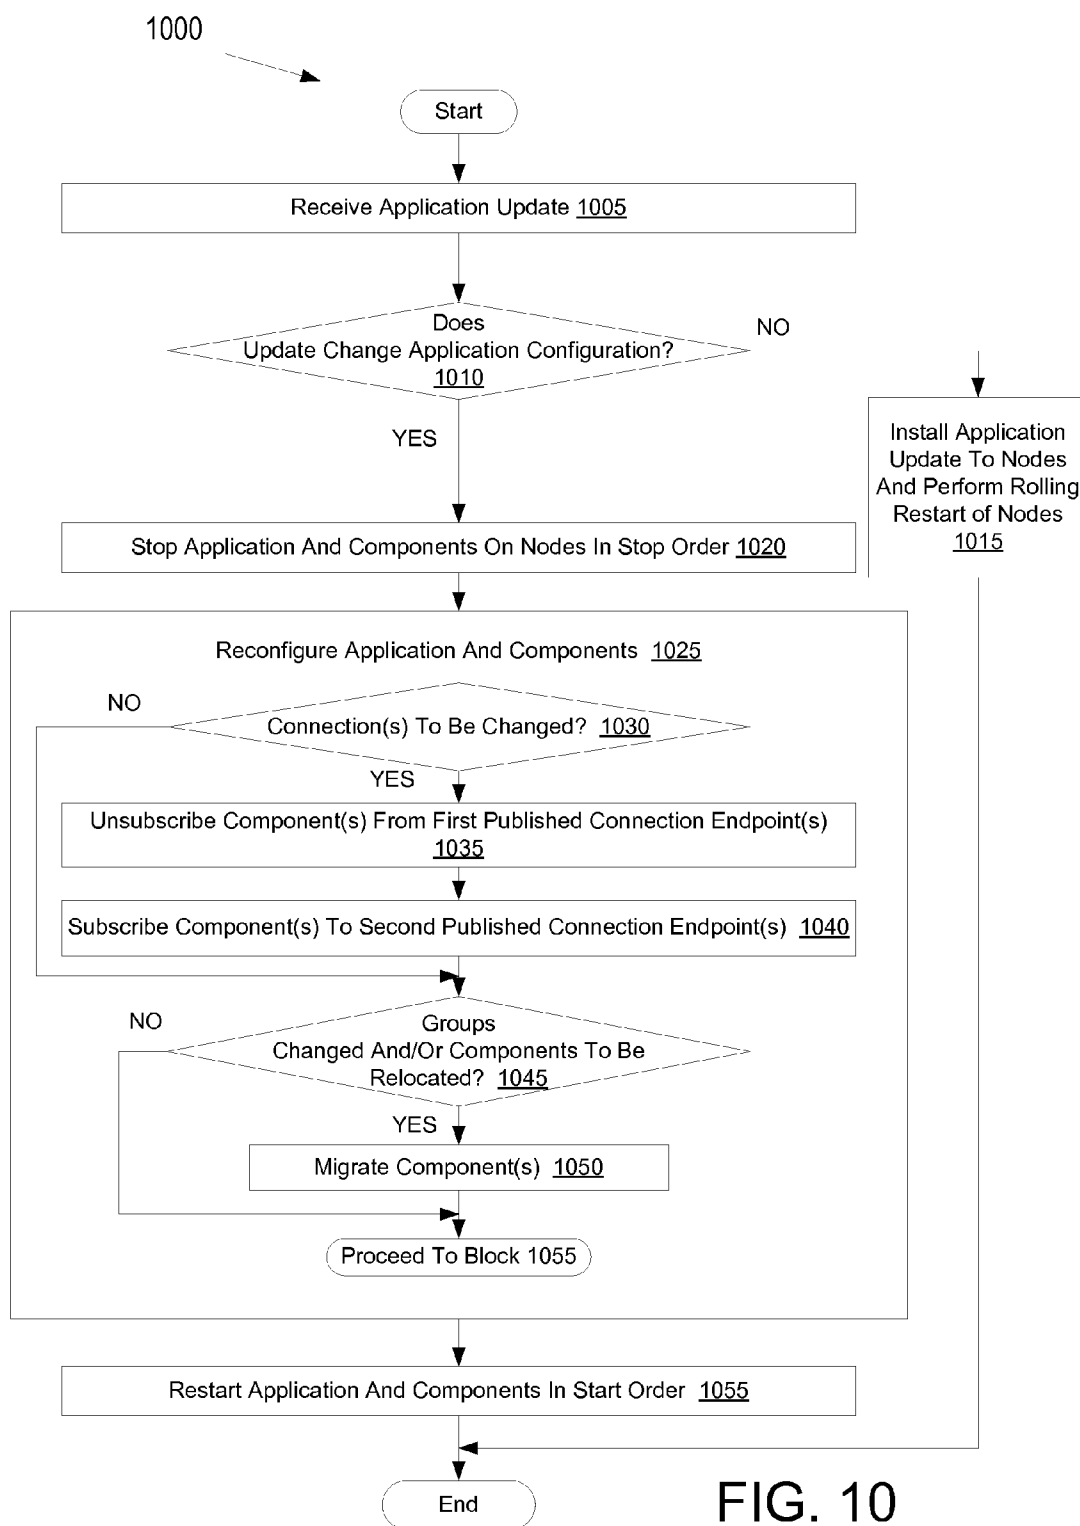 1000
Start
Receive Application Update 1005
Does
Update Change Application Configuration?
1010
NO
YES
Install Application
Update To Nodes
And Perform Rolling
Restart of Nodes
1015
Stop Application And Components On Nodes In Stop Order 1020
Reconfigure Application And Components 1025
NO
Connection(s) To Be Changed? 1030
YES
Unsubscribe Component(s) From First Published Connection Endpoint(s)
1035
Subscribe Component(s) To Second Published Connection Endpoint(s) 1040
NO
Groups
Changed And/Or Components To Be
Relocated? 1045
YES
Migrate Component(s) 1050
Proceed To Block 1055
Restart Application And Components In Start Order 1055
End
FIG. 10